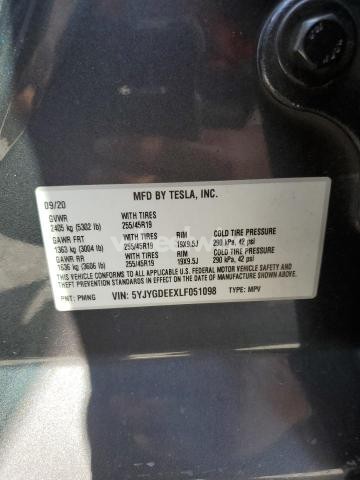 MFD BY TESLA, INC.
09/20
GVWR WITH TIRES
2405 kg (5302 lb) 255/45R19
GAWR FRT WITH TIRES RIM COLD TIRE PRESSURE
1363 kg (3004 lb) 255/45R19 19X9.5J 290 kPa, 42 psi
GAWR RR WITH TIRES RIM COLD TIRE PRESSURE
1636 kg (3606 lb) 255/45R19 19X9.5J 290 kPa, 42 psi
THIS VEHICLE CONFORMS TO ALL APPLICABLE U.S. FEDERAL MOTOR VEHICLE SAFETY AND
THEFT PREVENTION STANDARDS IN EFFECT ON THE DATE OF MANUFACTURE SHOWN ABOVE.
PNT: PMNG VIN: 5YJYGDEEXLF051098 TYPE: MPV